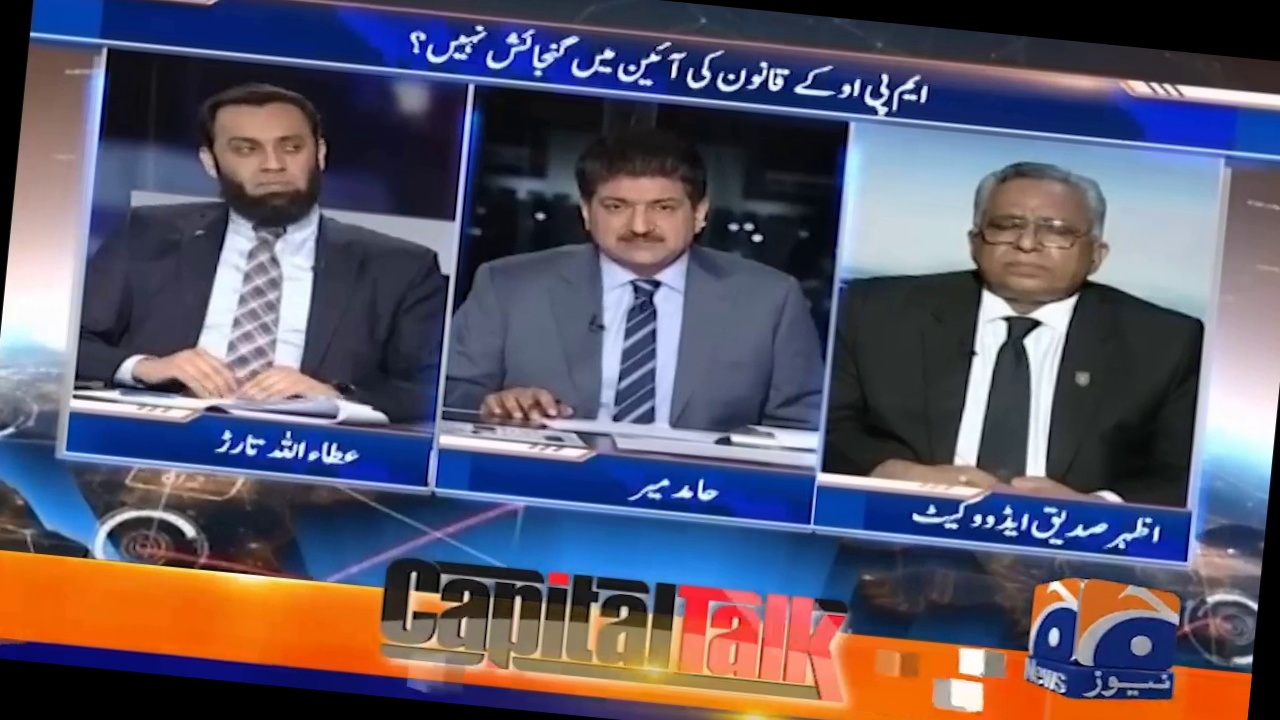 ایم پی او کے قانون کی آئین میں گنجائش نہیں؟
عطاء اللہ تارڑ
حامد میر
اظہر صدیق ایڈووکیٹ
Capital Talk
جیو
News نیوز